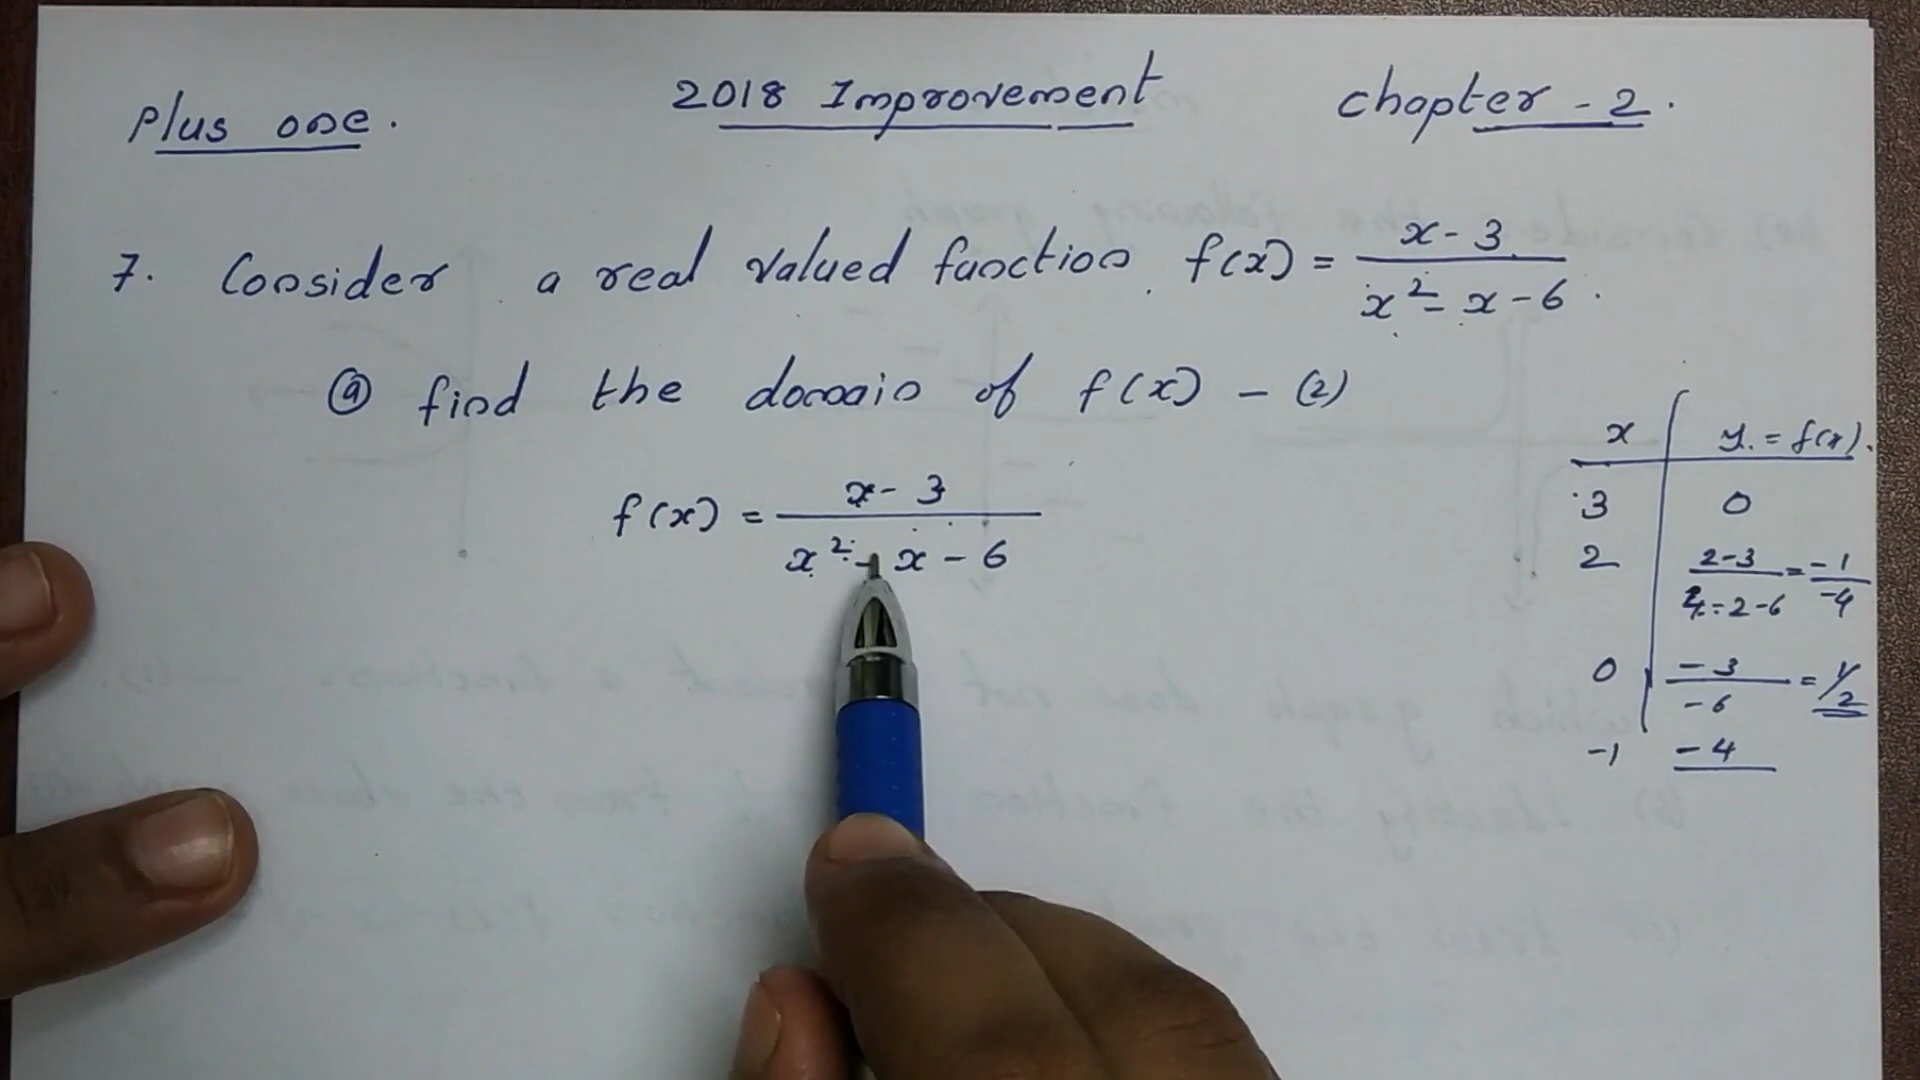 Plus one.
2018 Improvement
chapter - 2.
7. Consider a real valued function f(x) = x - 3 / x² - x - 6.
(a) find the domain of f(x) - (2)
f(x) = x - 3 / x² - x - 6
x | y = f(x).
3 | 0
2 | 2-3 / 4-2-6 = -1 / -4
0 | -3 / -6 = 1/2
-1 | -4